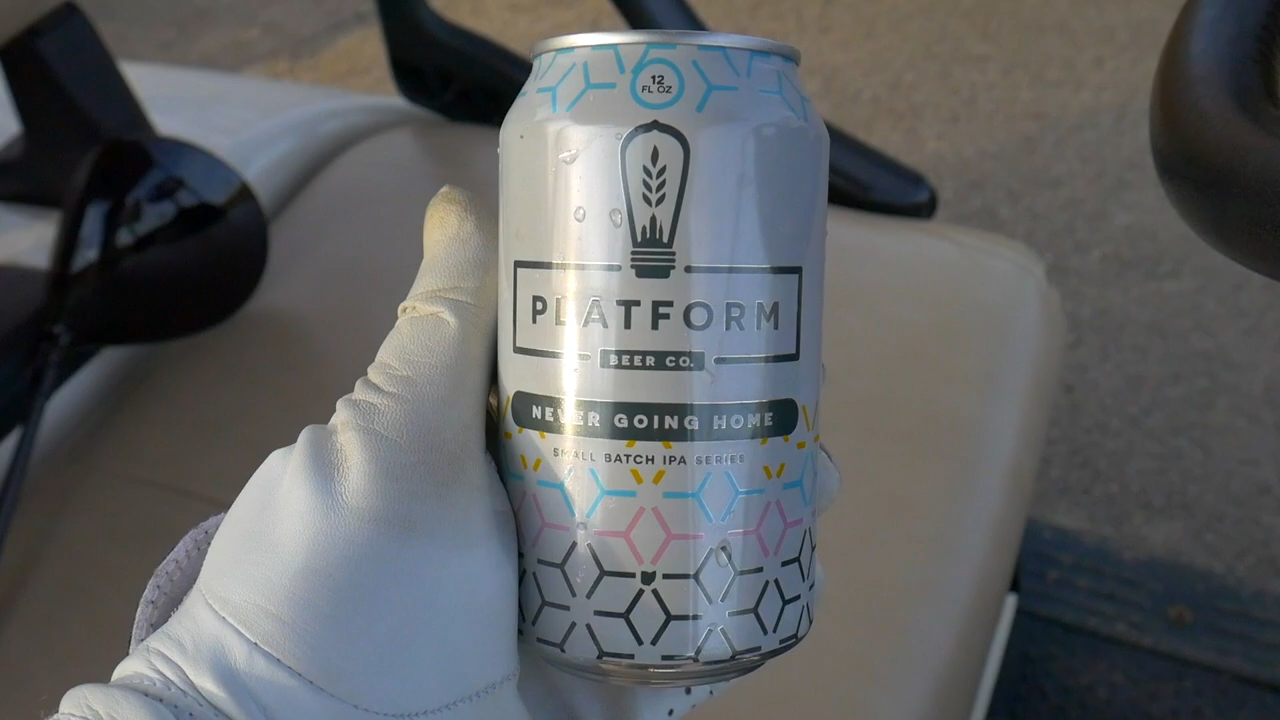 12
FL OZ
PLATFORM
BEER CO.
NEVER GOING HOME
SMALL BATCH IPA SERIES